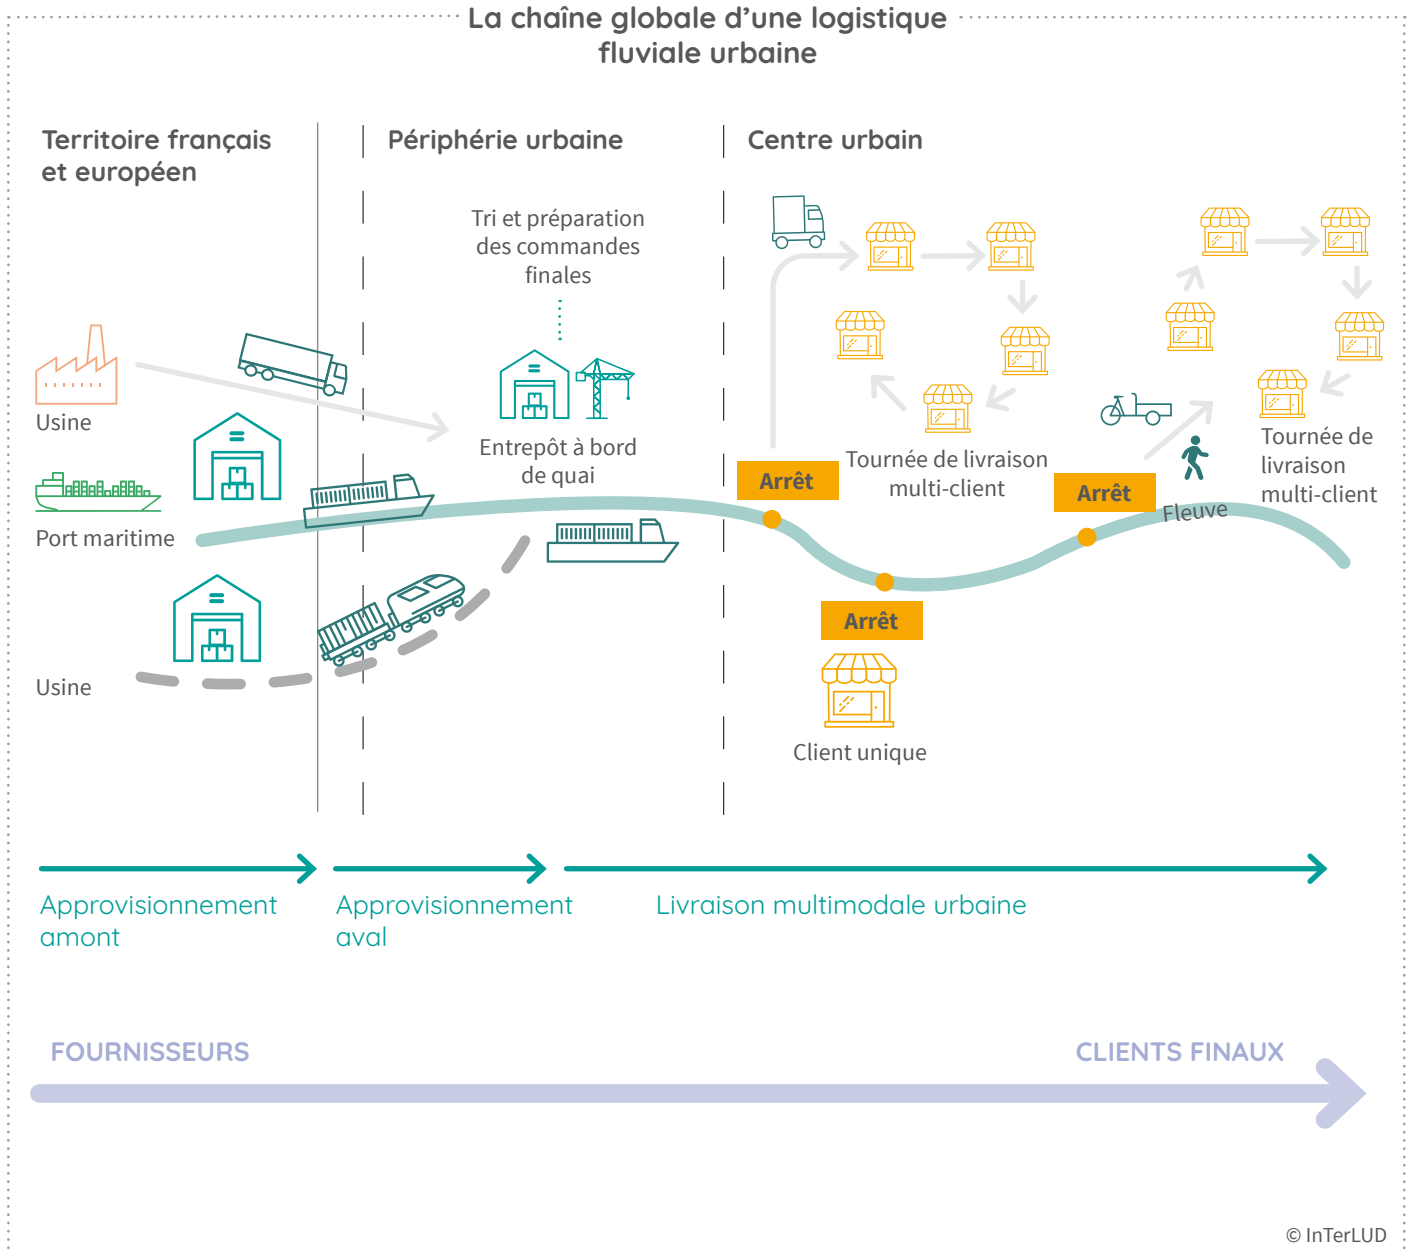 La chaîne globale d’une logistique
fluviale urbaine
Territoire français
et européen
Périphérie urbaine
Centre urbain
Tri et préparation
des commandes
finales
Usine
Entrepôt à bord
de quai
Port maritime
Usine
Arrêt
Tournée de livraison
multi-client
Arrêt
Fleuve
Tournée de
livraison
multi-client
Arrêt
Client unique
Approvisionnement
amont
Approvisionnement
aval
Livraison multimodale urbaine
FOURNISSEURS
CLIENTS FINAUX
© InTerLUD